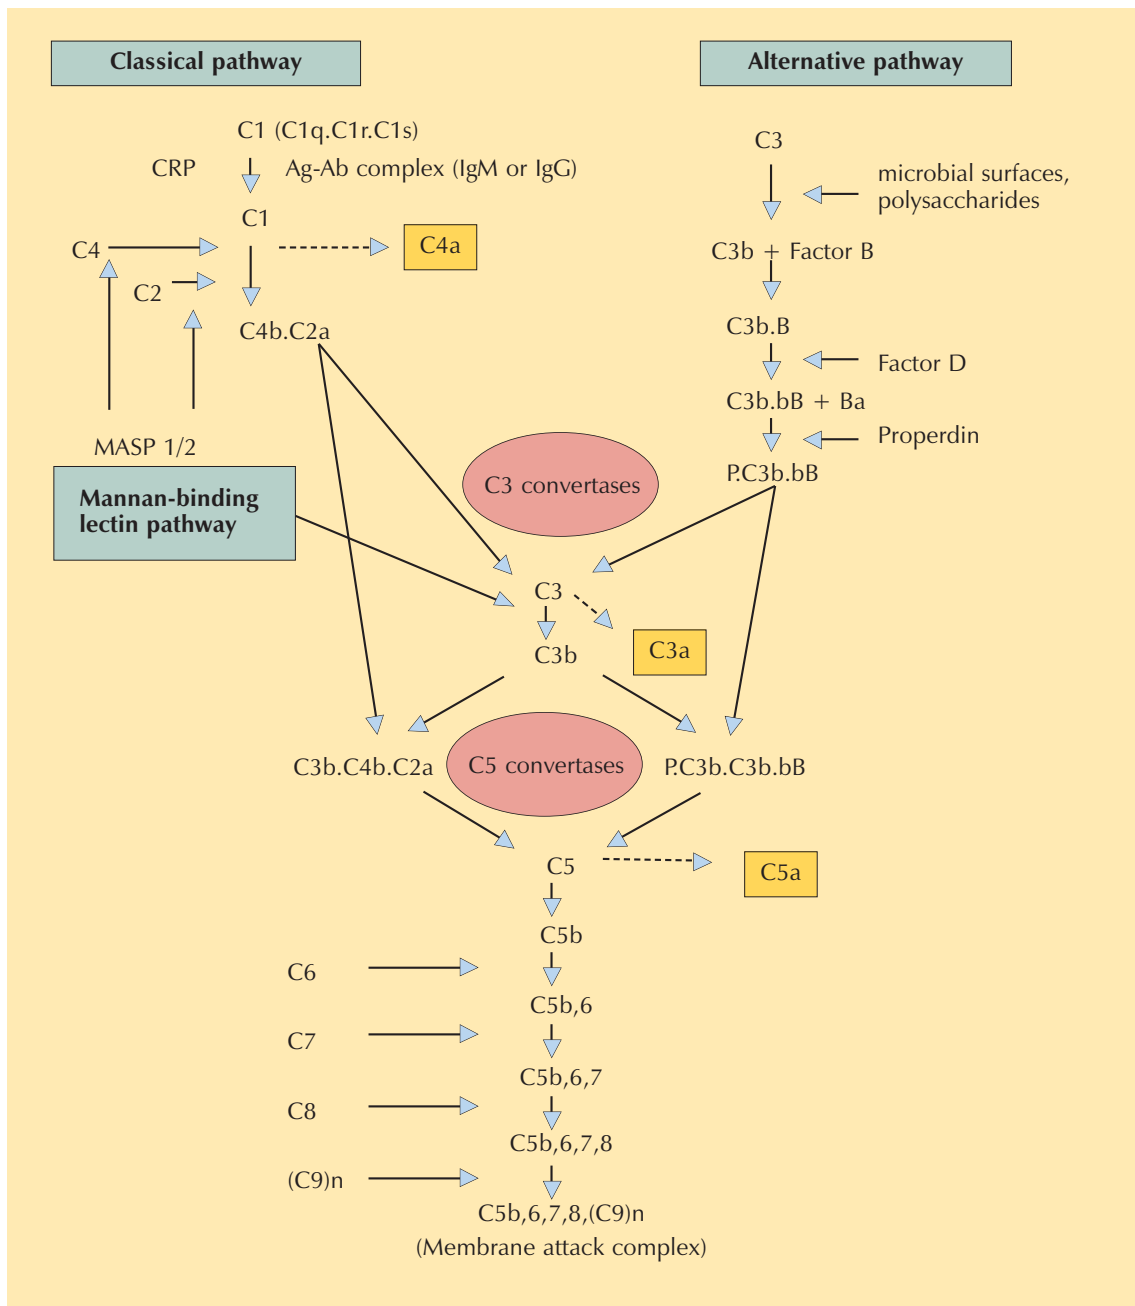 Classical pathway
Alternative pathway
C1 (C1q.C1r.C1s)
C3
CRP
Ag-Ab complex (IgM or IgG)
microbial surfaces,
polysaccharides
C1
C4
C4a
C3b + Factor B
C2
C4b.C2a
C3b.B
Factor D
C3b.bB + Ba
MASP 1/2
Properdin
P.C3b.bB
Mannan-binding
lectin pathway
C3 convertases
C3
C3b
C3a
C3b.C4b.C2a
C5 convertases
P.C3b.C3b.bB
C5
C5a
C5b
C6
C5b,6
C7
C5b,6,7
C8
C5b,6,7,8
(C9)n
C5b,6,7,8,(C9)n
(Membrane attack complex)